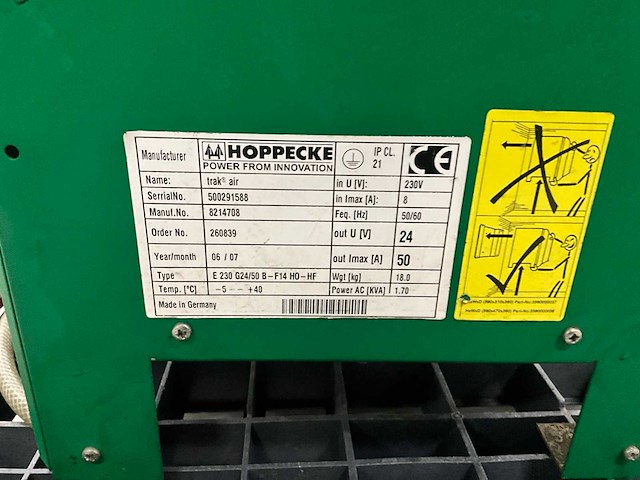 Manufacturer HOPPECKE IP CL. CE
POWER FROM INNOVATION 21
Name: trak® air in U [V]: 230V
SerialNo. 500291588 in Imax [A]: 8
Manuf.No. 8214708 Feq. [Hz] 50/60
Order No. 260839 out U [V] 24
Year/month 06 / 07 out Imax [A] 50
Type E 230 G24/50 B-F14 HO-HF Wgt [kg] 18.0
Temp. [°C] -5 -- +40 Power AC [KVA] 1.70
Made in Germany